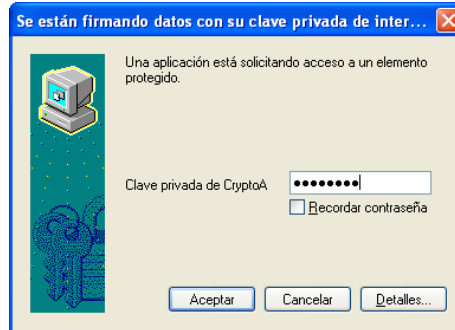 Se están firmando datos con su clave privada de inter...
Una aplicación está solicitando acceso a un elemento
protegido.
Clave privada de CryptoA
••••••••
Recordar contraseña
Aceptar
Cancelar
Detalles...